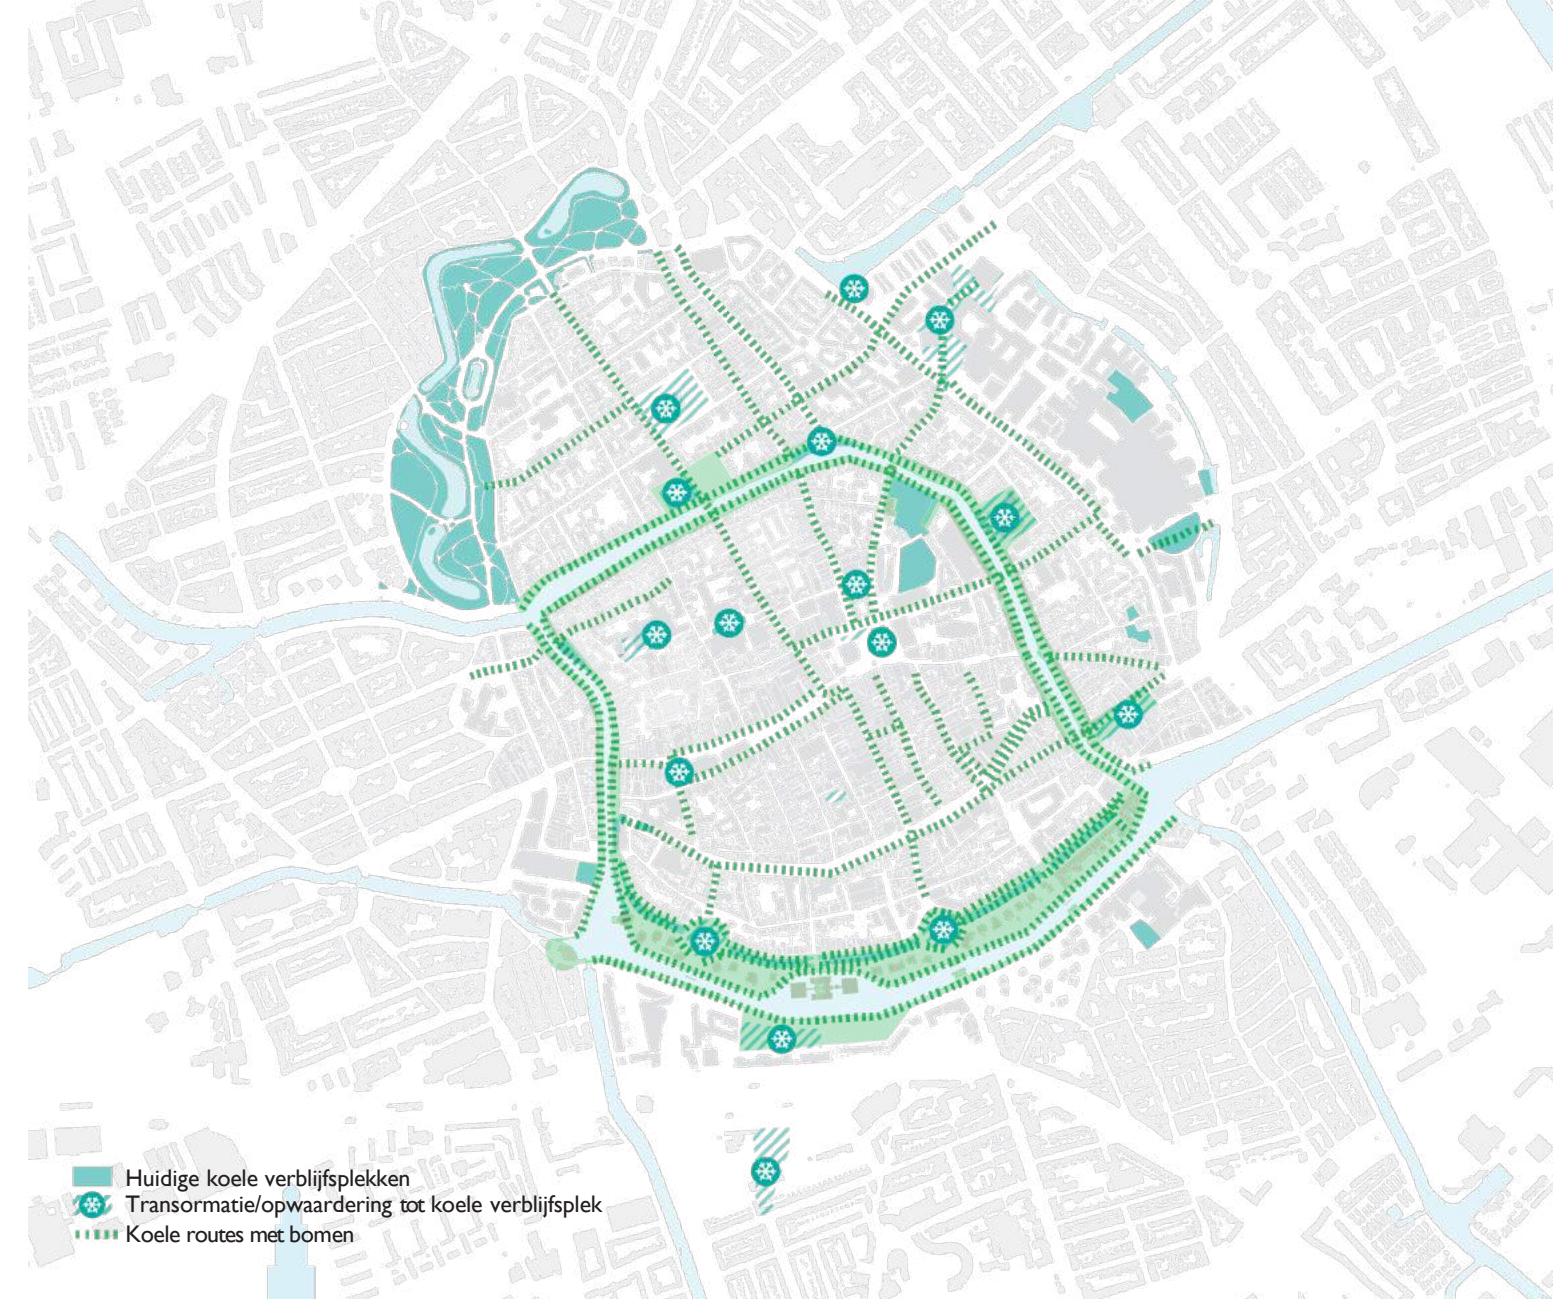 Huidige koele verblijfsplekken
Transormatie/opwaardering tot koele verblijfsplek
Koele routes met bomen